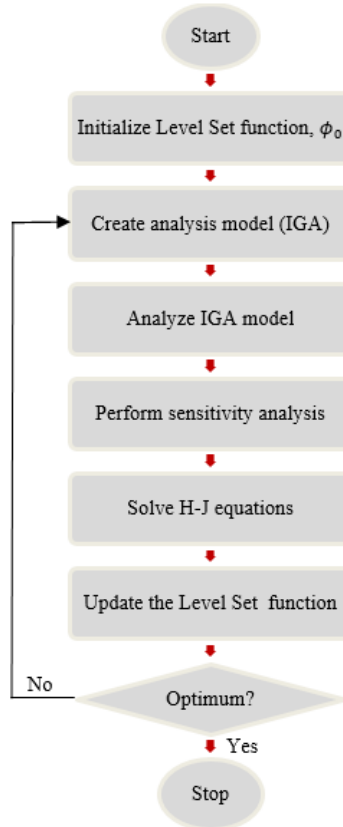 Start
Initialize Level Set function, ϕ₀
Create analysis model (IGA)
Analyze IGA model
Perform sensitivity analysis
Solve H-J equations
Update the Level Set function
No
Optimum?
Yes
Stop